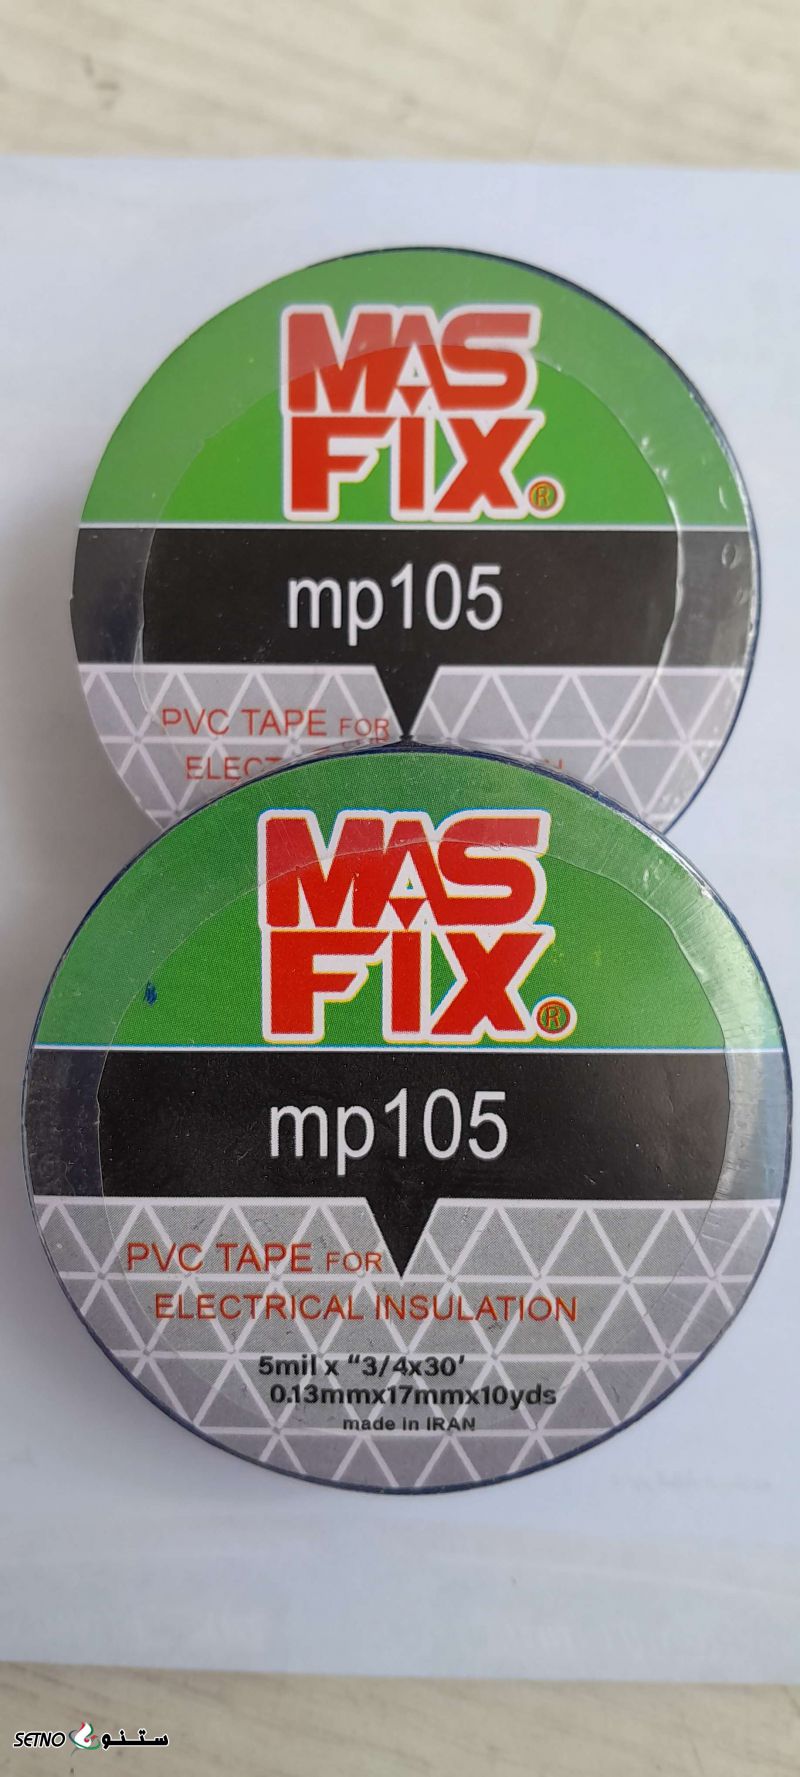 MAS
FIX®
mp105
PVC TAPE FOR
MAS
FIX®
mp105
PVC TAPE FOR
ELECTRICAL INSULATION
5mil x "3/4x30'
0.13mmx17mmx10yds
made in IRAN
SETNO ستنو